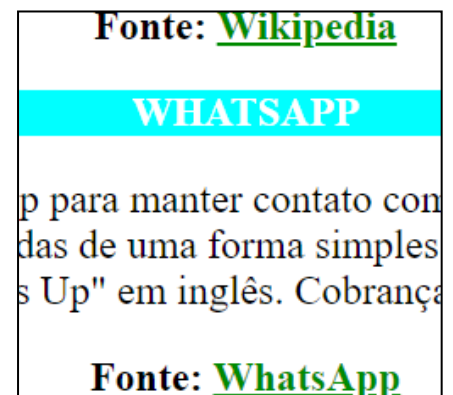 Fonte: Wikipedia
WHATSAPP
p para manter contato com
das de uma forma simples
s Up" em inglês. Cobrança
Fonte: WhatsApp